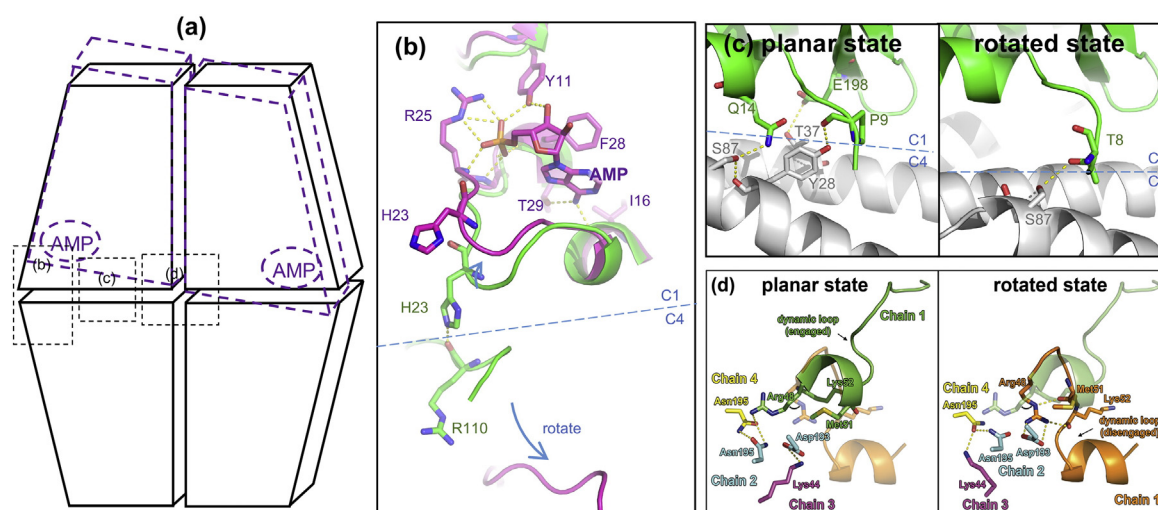 (a)
AMP
AMP
(b)
(c)
(d)
(b)
Y11
R25
F28
AMP
H23
T29
I16
H23
C1
C4
R110
rotate
(c) planar state
E198
Q14
P9
T37
C1
C4
S87
Y28
rotated state
T8
S87
(d)
planar state
dynamic loop
(engaged)
Chain 1
Chain 4
Asn195
Arg49
Lys52
Met51
Asp193
Asn195
Chain 2
Lys44
Chain 3
rotated state
Chain 4
Asn195
Met51
Lys52
dynamic loop
(disengaged)
Asn195
Asp193
Chain 2
Lys44
Chain 3
Chain 1